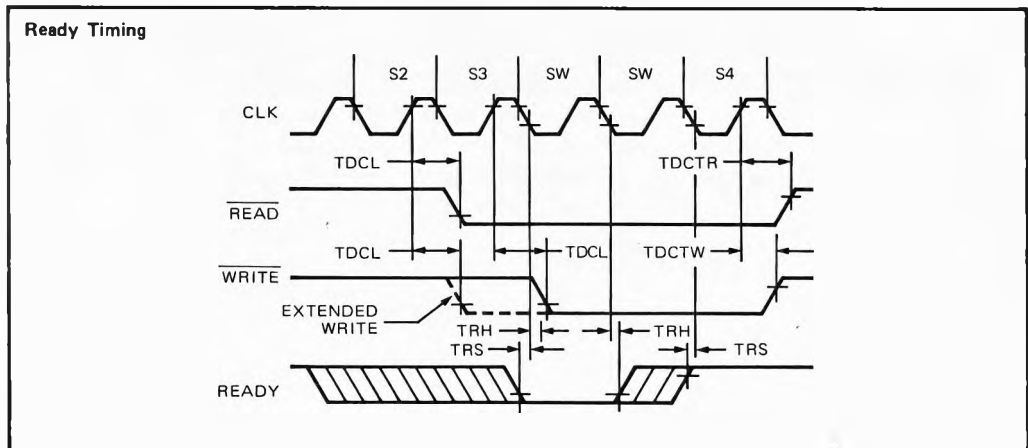 Ready Timing
S2 S3 SW SW S4
CLK
TDCL TDCTR
READ
TDCL TDCL TDCTW
WRITE
EXTENDED
WRITE
TRH TRH
TRS TRS
READY